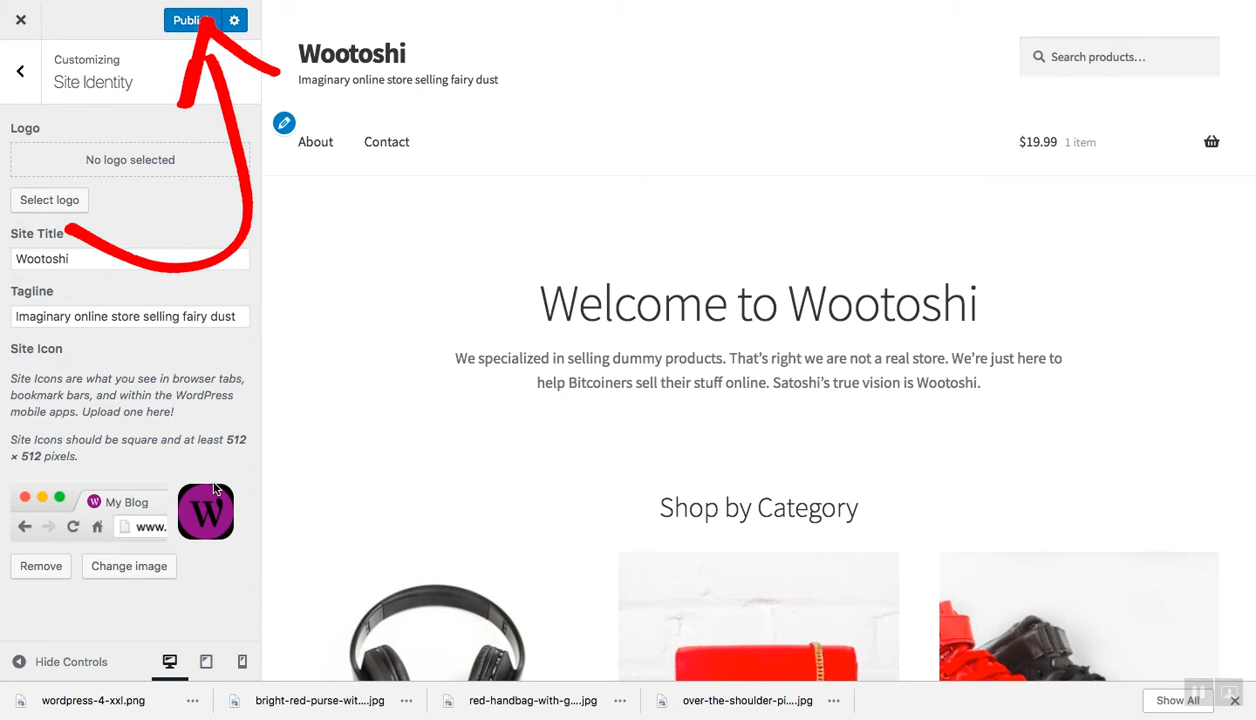 Customizing
Site Identity
Logo
No logo selected
Select logo
Site Title
Wootoshi
Tagline
Imaginary online store selling fairy dust
Site Icon
Site Icons are what you see in browser tabs,
bookmark bars, and within the WordPress
mobile apps. Upload one here!
Site Icons should be square and at least 512
× 512 pixels.
My Blog
www.
W
Remove
Change image
Hide Controls
Wootoshi
Imaginary online store selling fairy dust
Search products…
About
Contact
$19.99 1 item
Welcome to Wootoshi
We specialized in selling dummy products. That’s right we are not a real store. We’re just here to
help Bitcoiners sell their stuff online. Satoshi’s true vision is Wootoshi.
Shop by Category
wordpress-4-xxl.png
bright-red-purse-wit....jpg
red-handbag-with-g....jpg
over-the-shoulder-pi....jpg
Show All